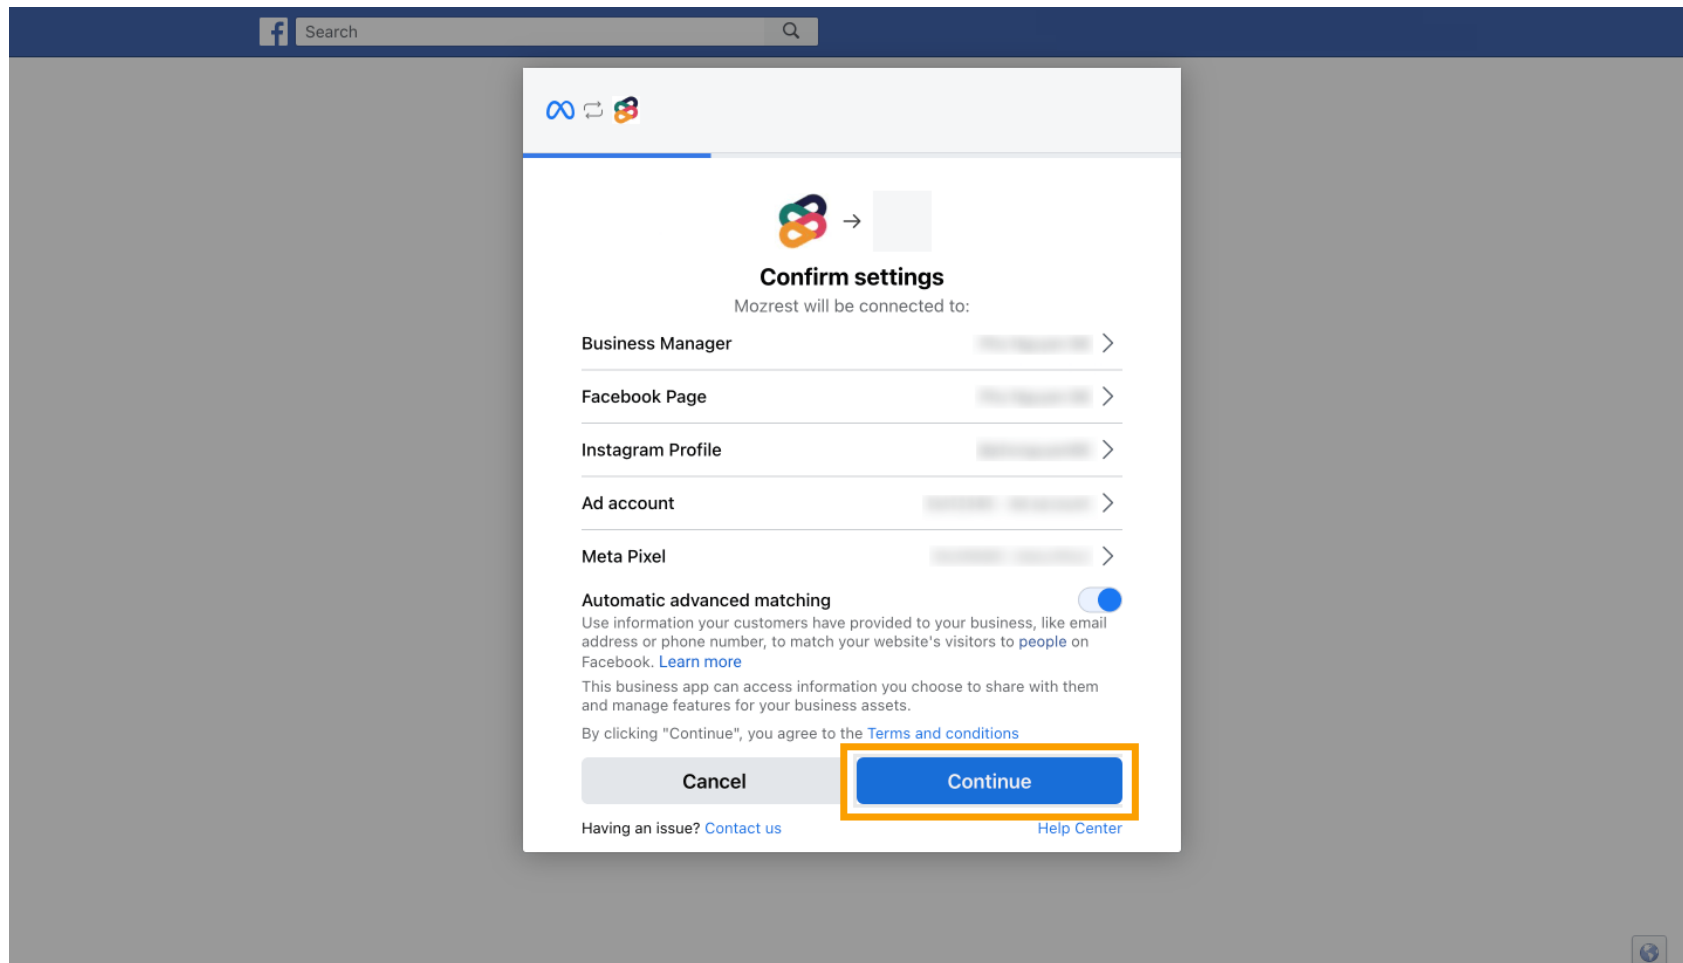 Search
Confirm settings
Mozrest will be connected to:
Business Manager
Facebook Page
Instagram Profile
Ad account
Meta Pixel
Automatic advanced matching
Use information your customers have provided to your business, like email
address or phone number, to match your website's visitors to people on
Facebook. Learn more
This business app can access information you choose to share with them
and manage features for your business assets.
By clicking "Continue", you agree to the Terms and conditions
Cancel Continue
Having an issue? Contact us Help Center